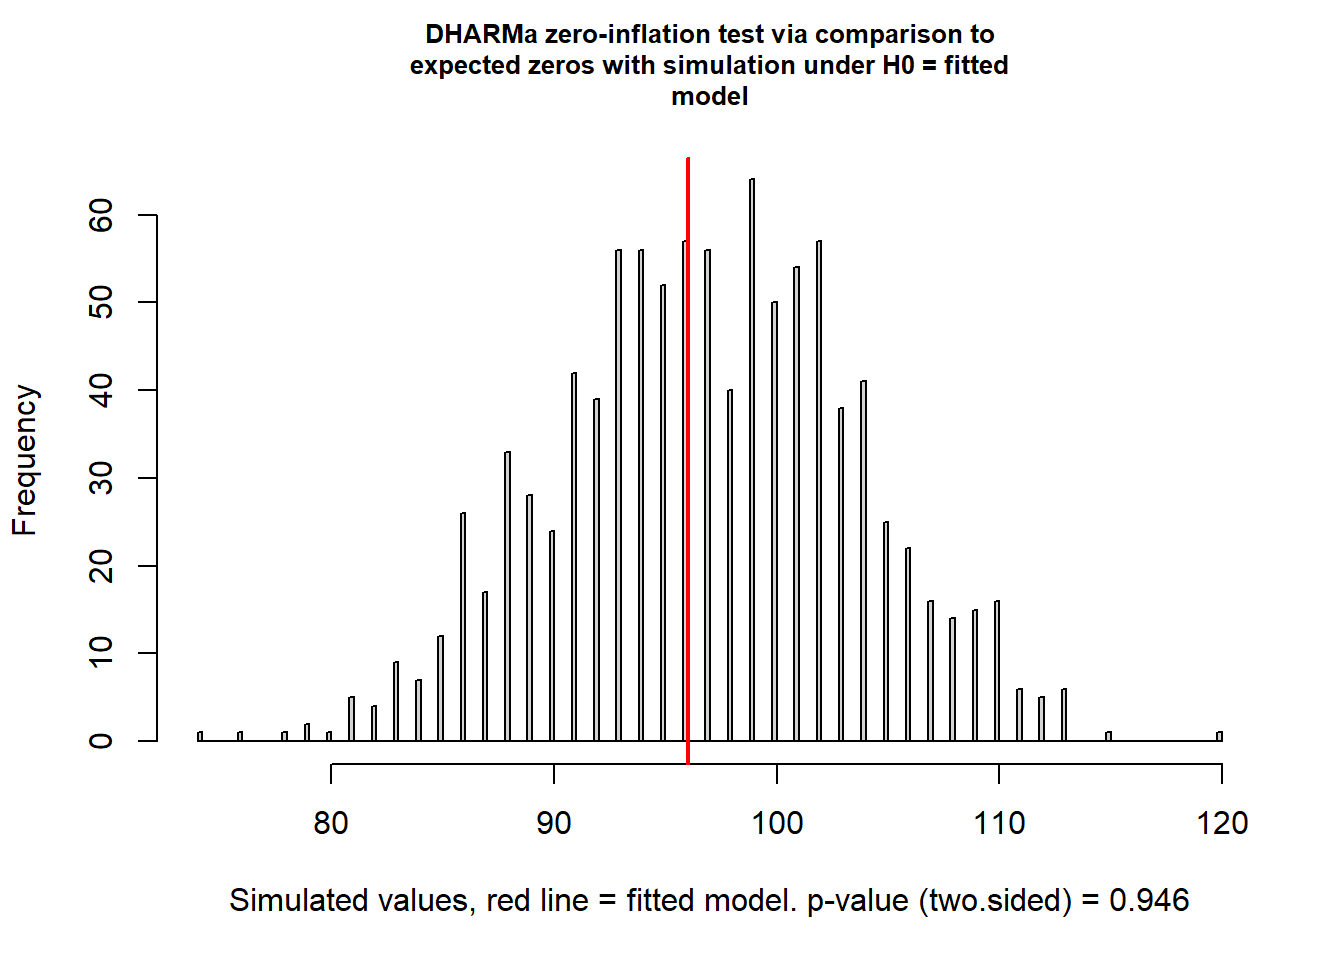 DHARMa zero-inflation test via comparison to
expected zeros with simulation under H0 = fitted
model
Frequency
60
50
40
30
20
10
0
80 90 100 110 120
Simulated values, red line = fitted model. p-value (two.sided) = 0.946